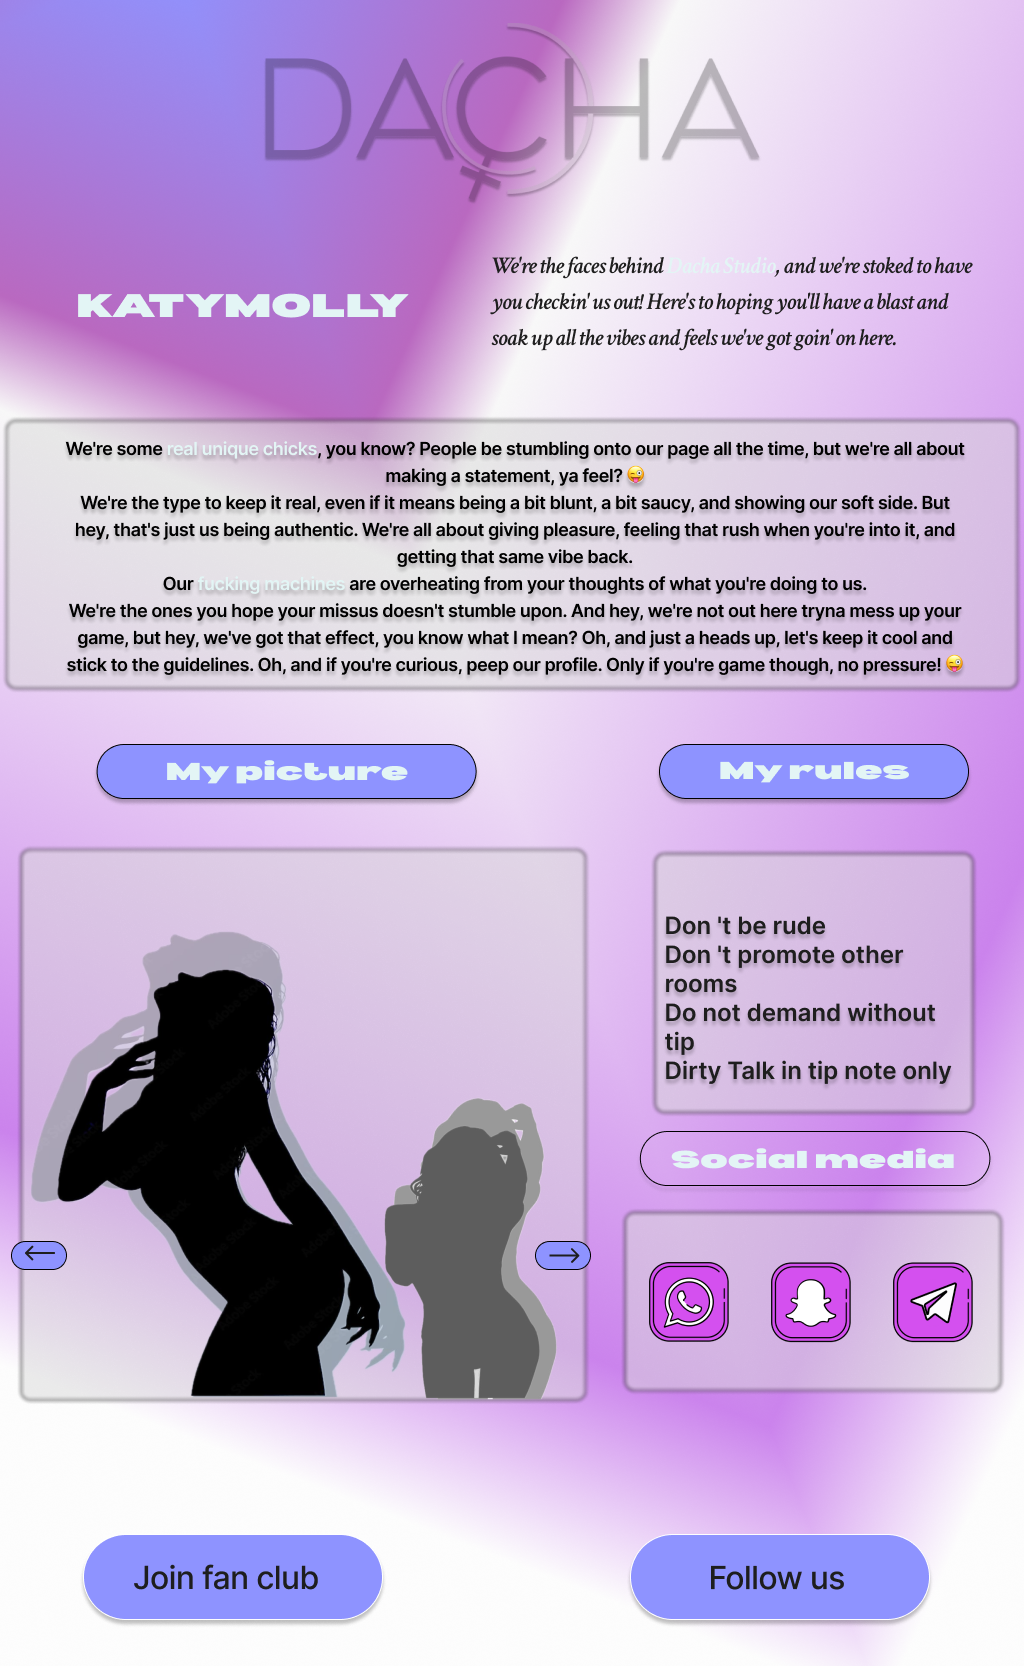 DACHA
KATYMOLLY
We're the faces behind Dacha Studio, and we're stoked to have
you checkin' us out! Here's to hoping you'll have a blast and
soak up all the vibes and feels we've got goin' on here.
We're some real unique chicks, you know? People be stumbling onto our page all the time, but we're all about
making a statement, ya feel? 😜
We're the type to keep it real, even if it means being a bit blunt, a bit saucy, and showing our soft side. But
hey, that's just us being authentic. We're all about giving pleasure, feeling that rush when you're into it, and
getting that same vibe back.
Our fucking machines are overheating from your thoughts of what you're doing to us.
We're the ones you hope your missus doesn't stumble upon. And hey, we're not out here tryna mess up your
game, but hey, we've got that effect, you know what I mean? Oh, and just a heads up, let's keep it cool and
stick to the guidelines. Oh, and if you're curious, peep our profile. Only if you're game though, no pressure! 😜
My picture
My rules
Don 't be rude
Don 't promote other
rooms
Do not demand without
tip
Dirty Talk in tip note only
Social media
Join fan club
Follow us